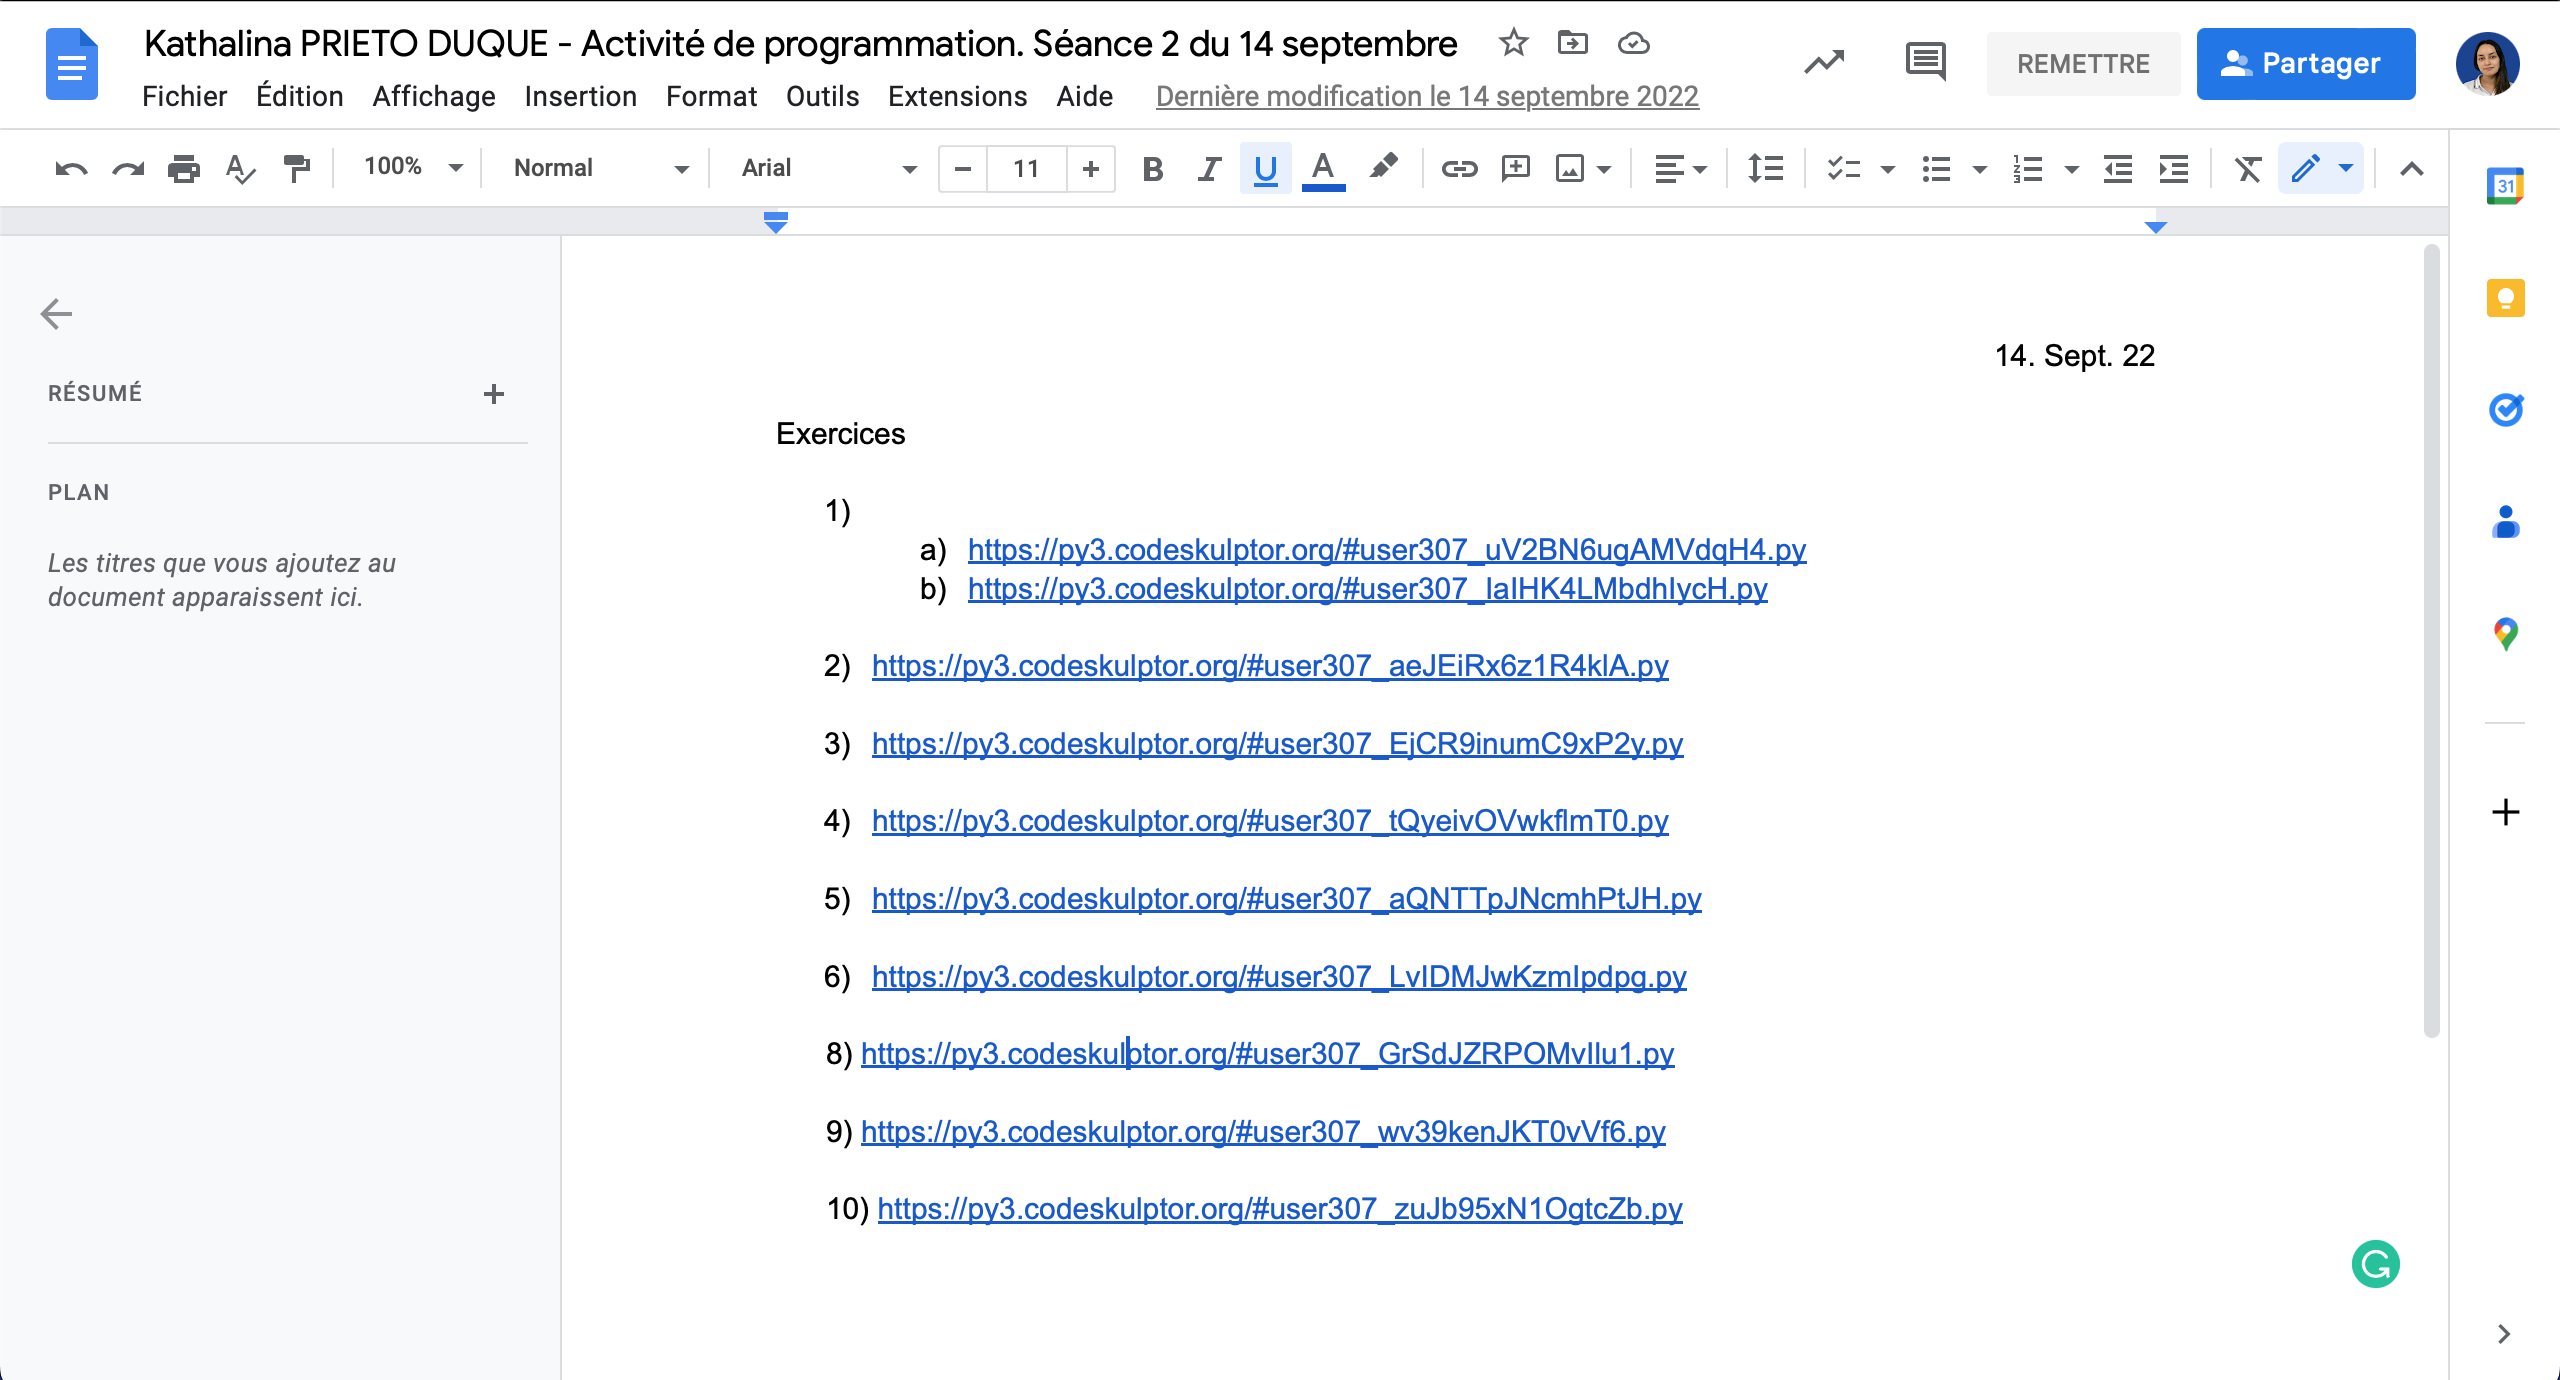 Kathalina PRIETO DUQUE - Activité de programmation. Séance 2 du 14 septembre
Fichier Édition Affichage Insertion Format Outils Extensions Aide Dernière modification le 14 septembre 2022
REMETTRE
Partager
100% Normal Arial 11
B I U A
31
RÉSUMÉ
PLAN
Les titres que vous ajoutez au
document apparaissent ici.
14. Sept. 22
Exercices
1)
a) https://py3.codeskulptor.org/#user307_uV2BN6ugAMVdqH4.py
b) https://py3.codeskulptor.org/#user307_IaIHK4LMbdhIycH.py
2) https://py3.codeskulptor.org/#user307_aeJEiRx6z1R4klA.py
3) https://py3.codeskulptor.org/#user307_EjCR9inumC9xP2y.py
4) https://py3.codeskulptor.org/#user307_tQyeivOVwkflmT0.py
5) https://py3.codeskulptor.org/#user307_aQNTTpJNcmhPtJH.py
6) https://py3.codeskulptor.org/#user307_LvIDMJwKzmIpdpg.py
8) https://py3.codeskulptor.org/#user307_GrSdJZRPOMvIlu1.py
9) https://py3.codeskulptor.org/#user307_wv39kenJKT0vVf6.py
10) https://py3.codeskulptor.org/#user307_zuJb95xN1OgtcZb.py